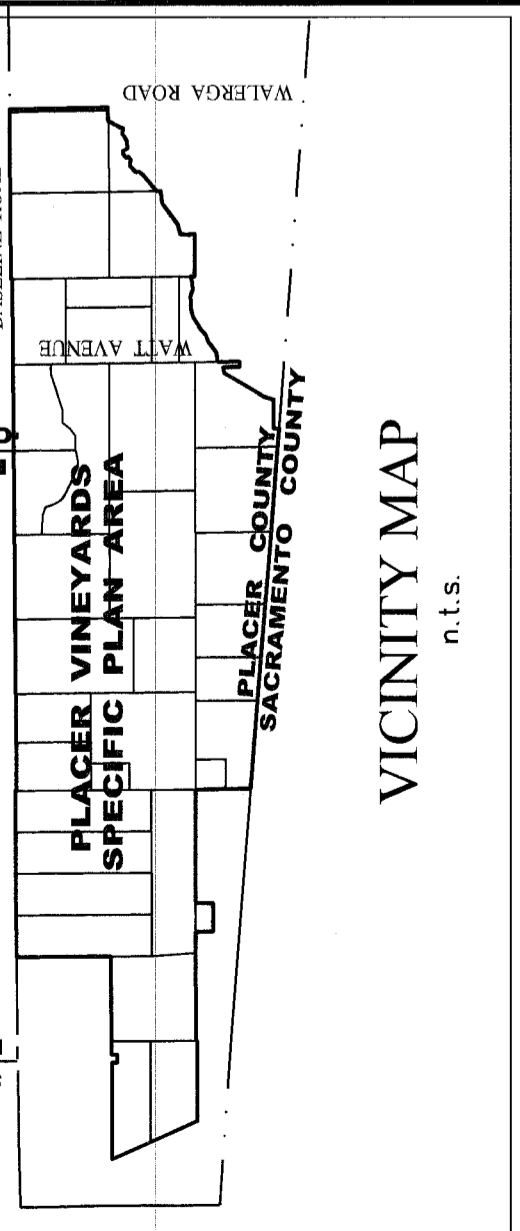 WALERGA ROAD
WATT AVENUE
PLACER VINEYARDS
SPECIFIC PLAN AREA
PLACER COUNTY
SACRAMENTO COUNTY
VICINITY MAP
n.t.s.